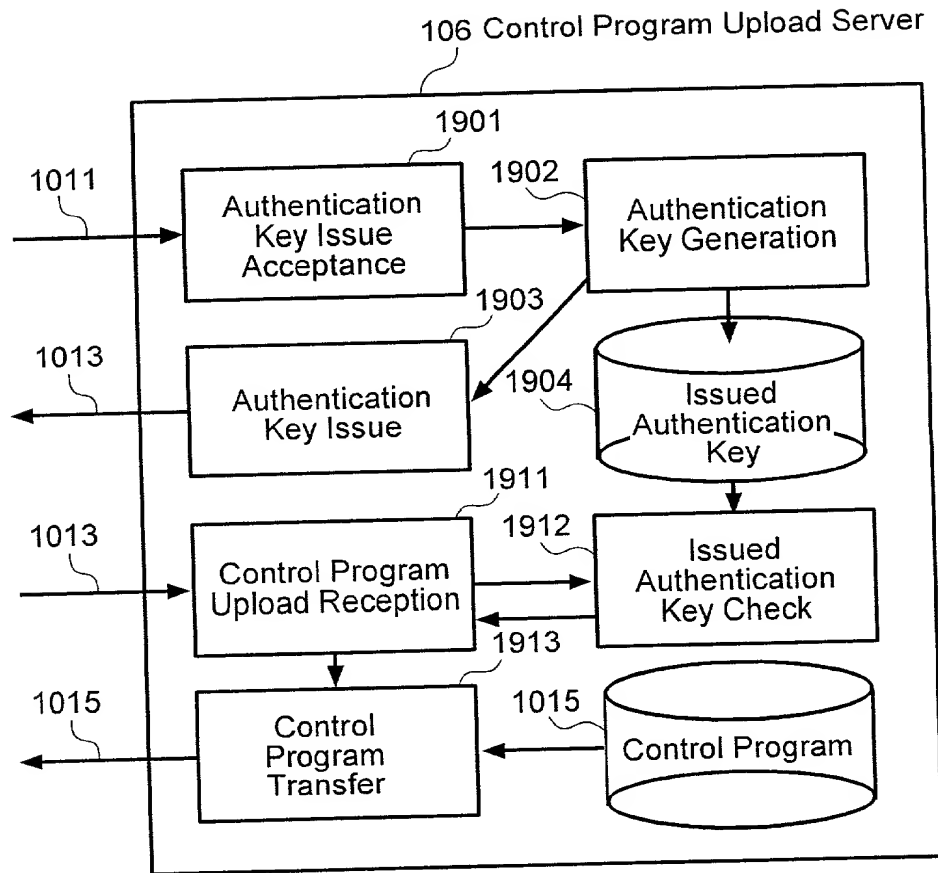 106 Control Program Upload Server
1901
1011
Authentication
Key Issue
Acceptance
1902
Authentication
Key Generation
1903
1013
Authentication
Key Issue
1904
Issued
Authentication
Key
1911
1013
Control Program
Upload Reception
1912
Issued
Authentication
Key Check
1913
1015
Control
Program
Transfer
1015
Control Program